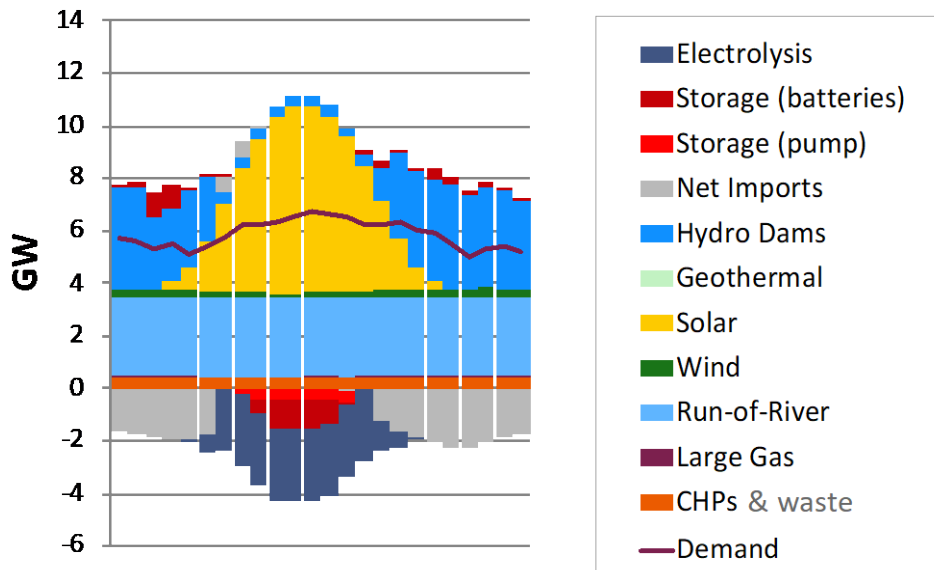 14
12
10
8
6
4
2
0
–2
–4
–6
GW
Electrolysis
Storage (batteries)
Storage (pump)
Net Imports
Hydro Dams
Geothermal
Solar
Wind
Run-of-River
Large Gas
CHPs & waste
Demand